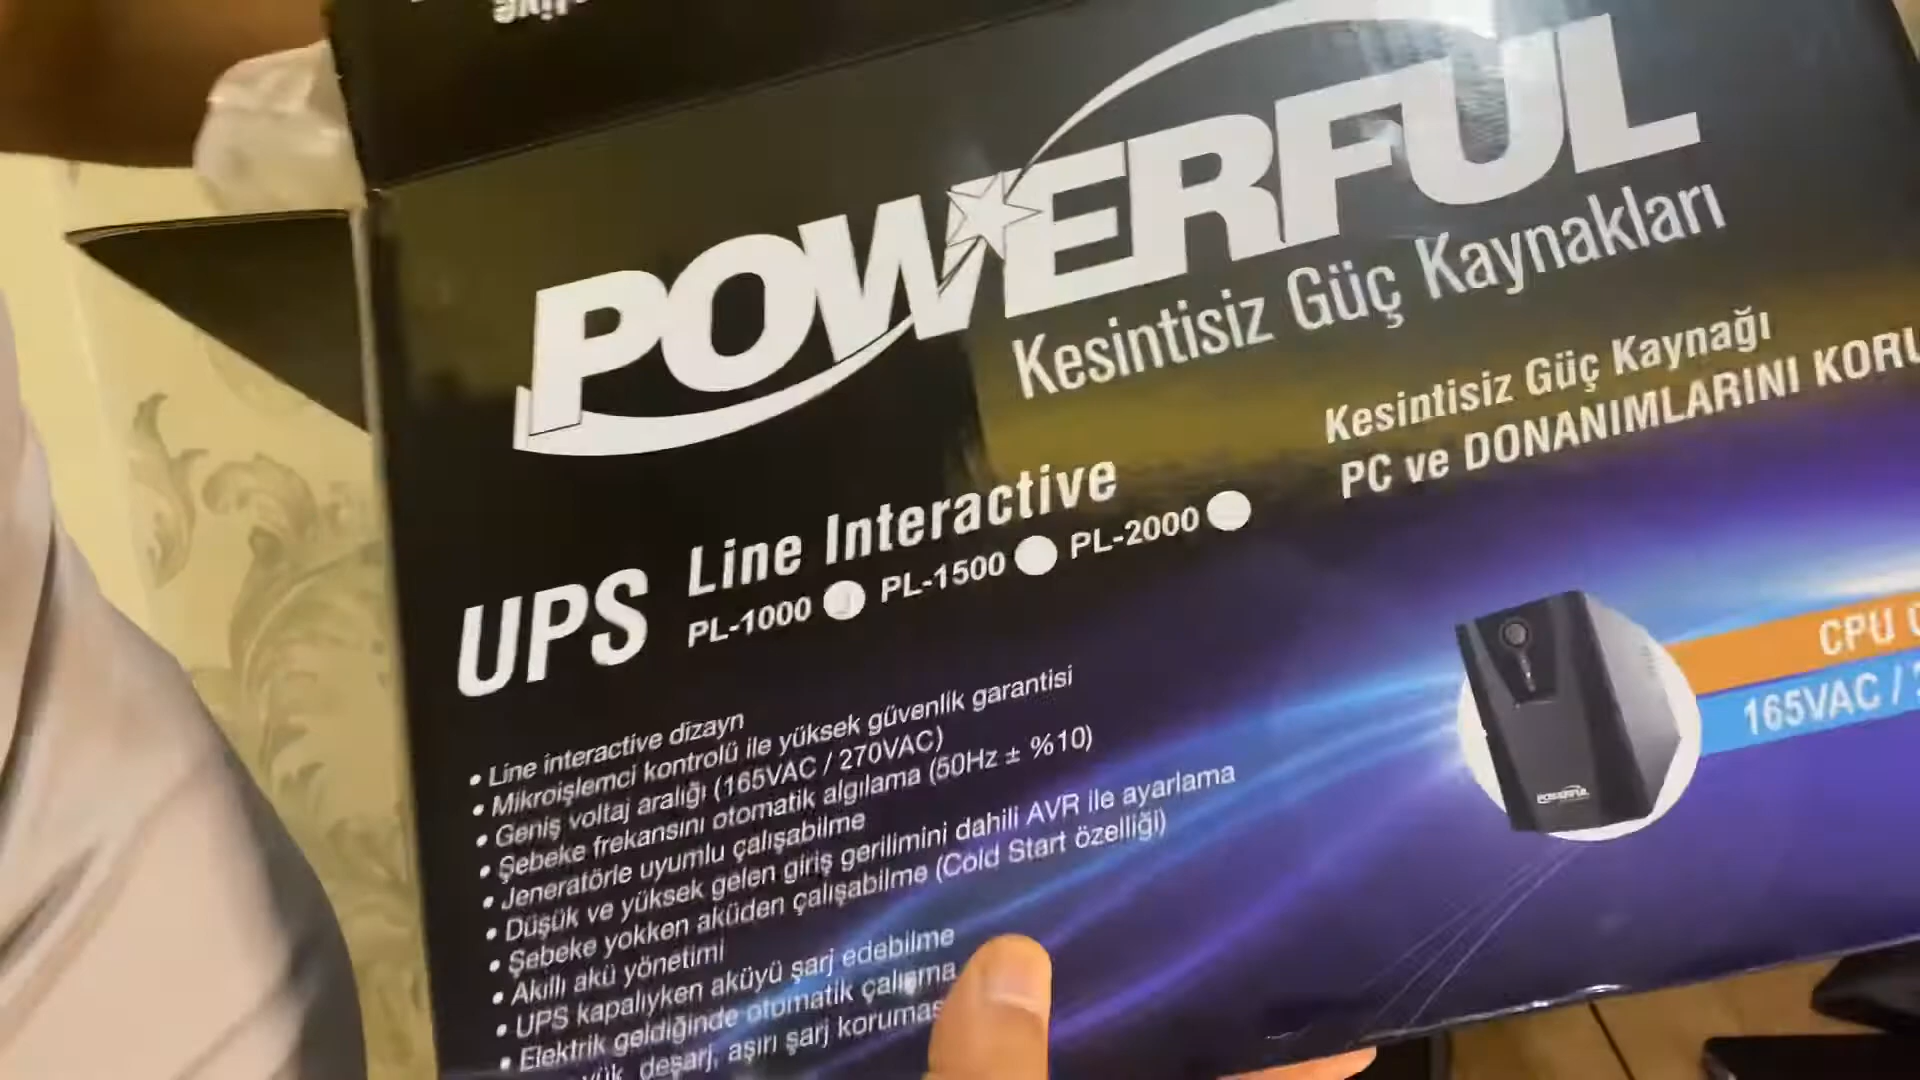 POWERFUL
Kesintisiz Güç Kaynakları
Kesintisiz Güç Kaynağı
PC ve DONANIMLARINI
UPS Line Interactive
PL-1000 PL-1500 PL-2000
• Line interactive dizayn
• Mikroişlemci kontrolü ile yüksek güvenlik garantisi
• Geniş voltaj aralığı (165VAC / 270VAC)
• Şebeke frekansını otomatik algılama (50Hz ± %10)
• Jeneratörle uyumlu çalışabilme
• Düşük ve yüksek gelen giriş gerilimini dahili AVR ile ayarlama
• Şebeke yokken aküden çalışabilme (Cold Start özelliği)
• Akıllı akü yönetimi
• UPS kapalıyken aküyü şarj edebilme
• Elektrik geldiğinde otomatik çalışma
deşarj, aşırı şarj
CPU
165VAC /
POWERFUL